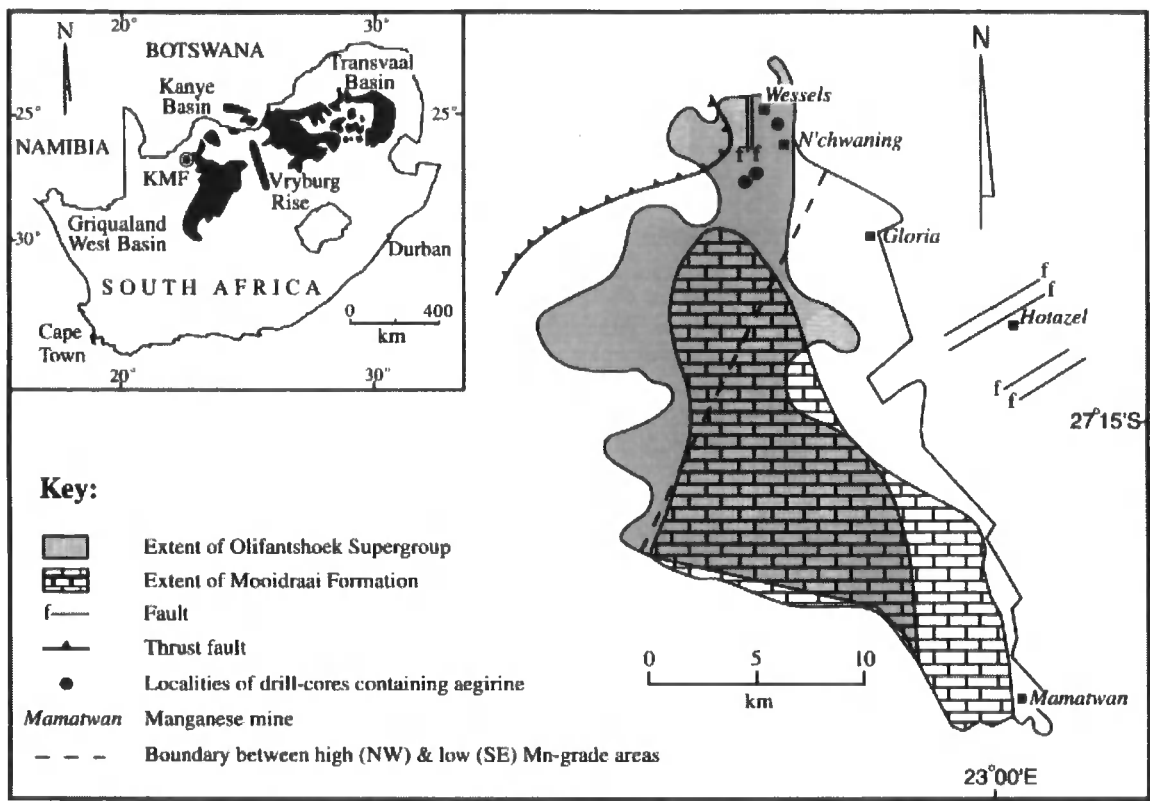 N
20°
30°
BOTSWANA
Transvaal
Basin
Kanye
Basin
25°
25°
NAMIBIA
KMF
Vryburg
Rise
Griqualand
West Basin
30°
Durban
SOUTH AFRICA
0 400
km
Cape
Town
20°
30°
N
Wessels
N'chwaning
f f
Gloria
f
f
Hotazel
f
f
27°15'S
Key:
Extent of Olifantshoek Supergroup
Extent of Mooidraai Formation
f Fault
Thrust fault
Localities of drill-cores containing aegirine
Mamatwan Manganese mine
Boundary between high (NW) & low (SE) Mn-grade areas
0 5 10
km
Mamatwan
23°00'E